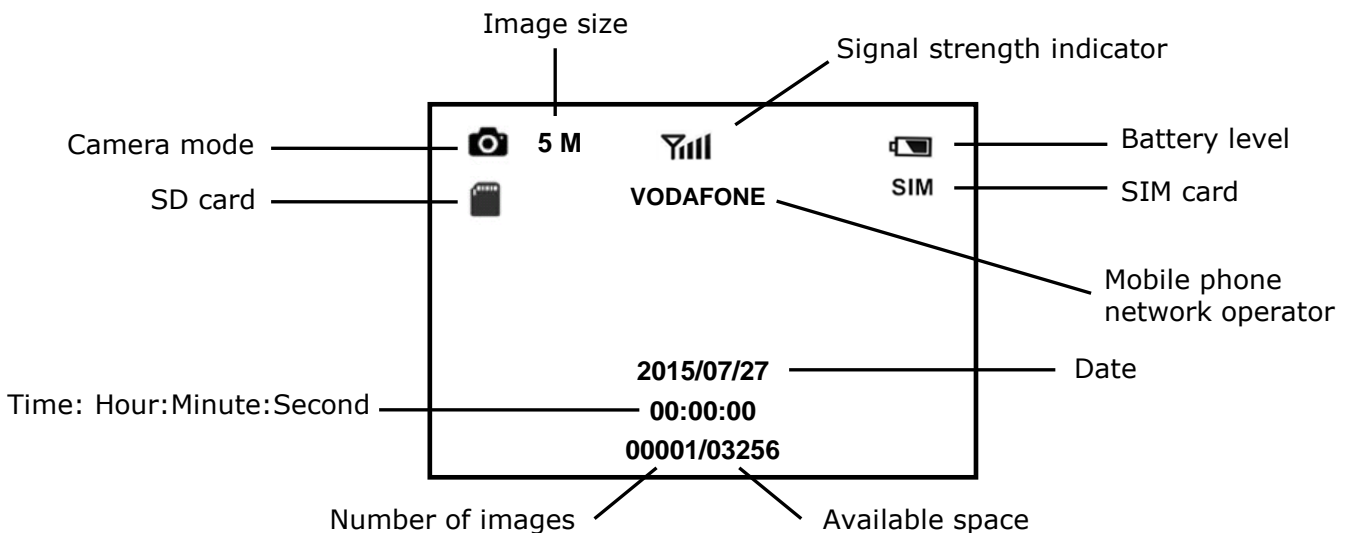 Image size
Signal strength indicator
Camera mode
5 M
Battery level
SD card
VODAFONE
SIM
SIM card
Mobile phone
network operator
2015/07/27
Date
Time: Hour:Minute:Second
00:00:00
00001/03256
Number of images
Available space